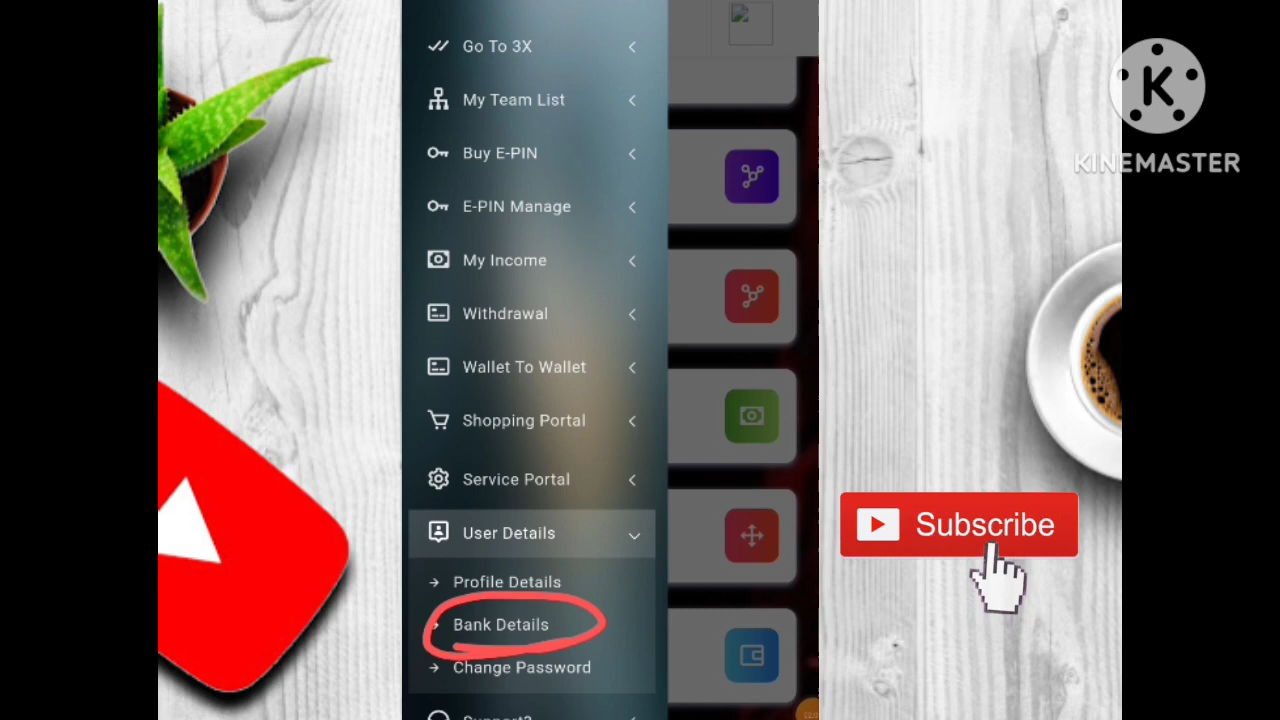 Go To 3X
My Team List
Buy E-PIN
E-PIN Manage
My Income
Withdrawal
Wallet To Wallet
Shopping Portal
Service Portal
User Details
Profile Details
Bank Details
Change Password
K
KINEMASTER
Subscribe